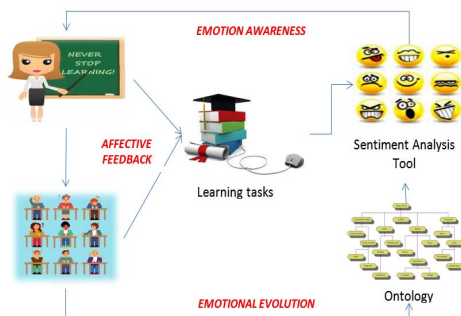 EMOTION AWARENESS
NEVER
STOP
LEARNING!
AFFECTIVE
FEEDBACK
Learning tasks
Sentiment Analysis
Tool
Ontology
EMOTIONAL EVOLUTION